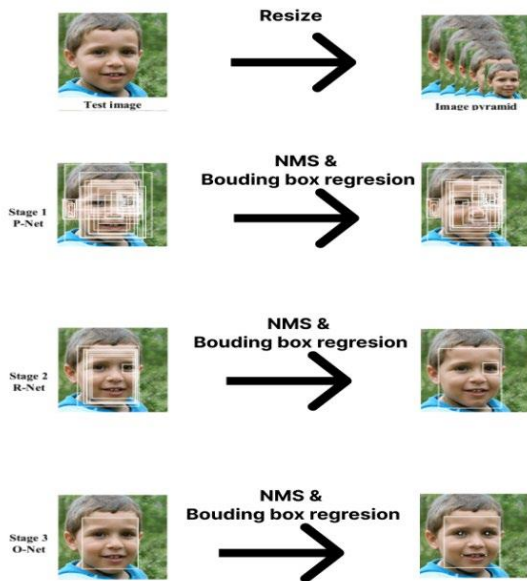 Resize
Test image
Image pyramid
NMS &
Bouding box regresion
Stage 1
P-Net
NMS &
Bouding box regresion
Stage 2
R-Net
NMS &
Bouding box regresion
Stage 3
O-Net